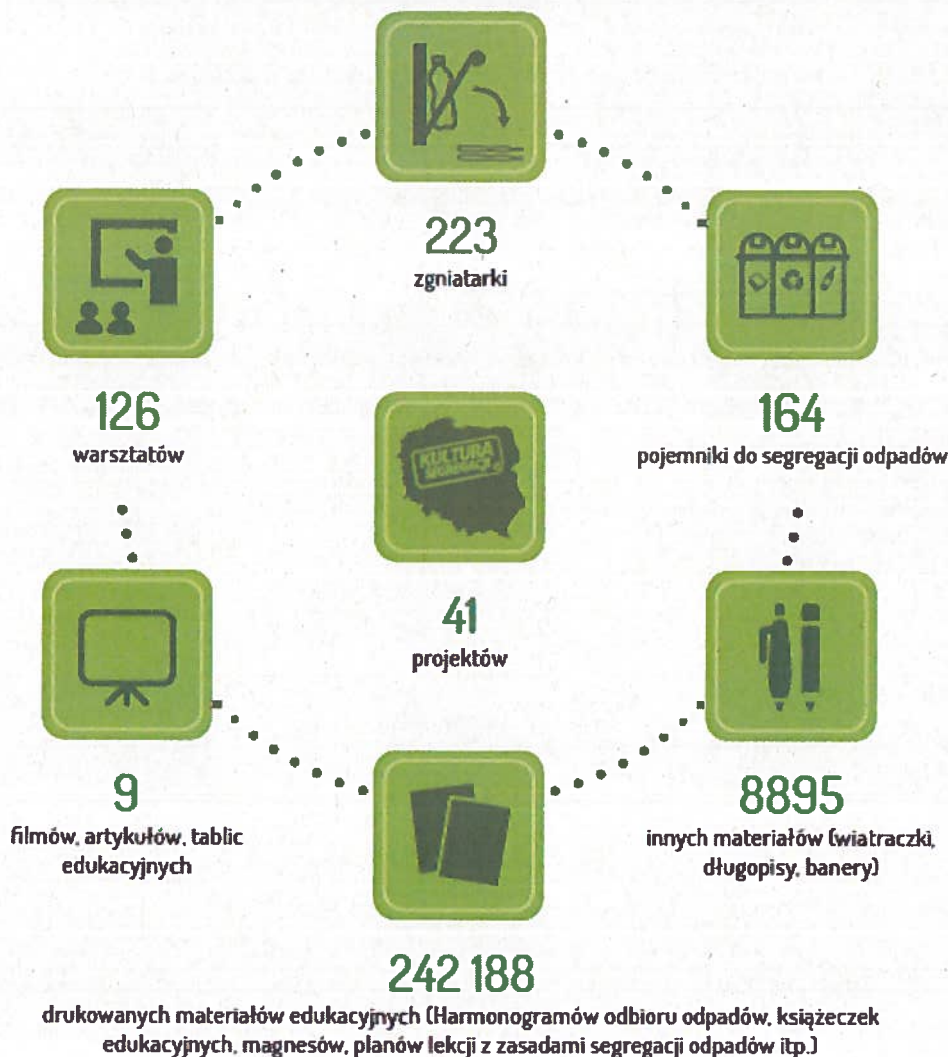 223
zgniatarki
126
warsztatów
164
pojemniki do segregacji odpadów
KULTURA
SEGREGACJI
41
projektów
9
filmów, artykułów, tablic
edukacyjnych
8895
innych materiałów (wiatraczki,
długopisy, banery)
242 188
drukowanych materiałów edukacyjnych (Harmonogramów odbioru odpadów, książeczek
edukacyjnych, magnesów, planów lekcji z zasadami segregacji odpadów itp.)